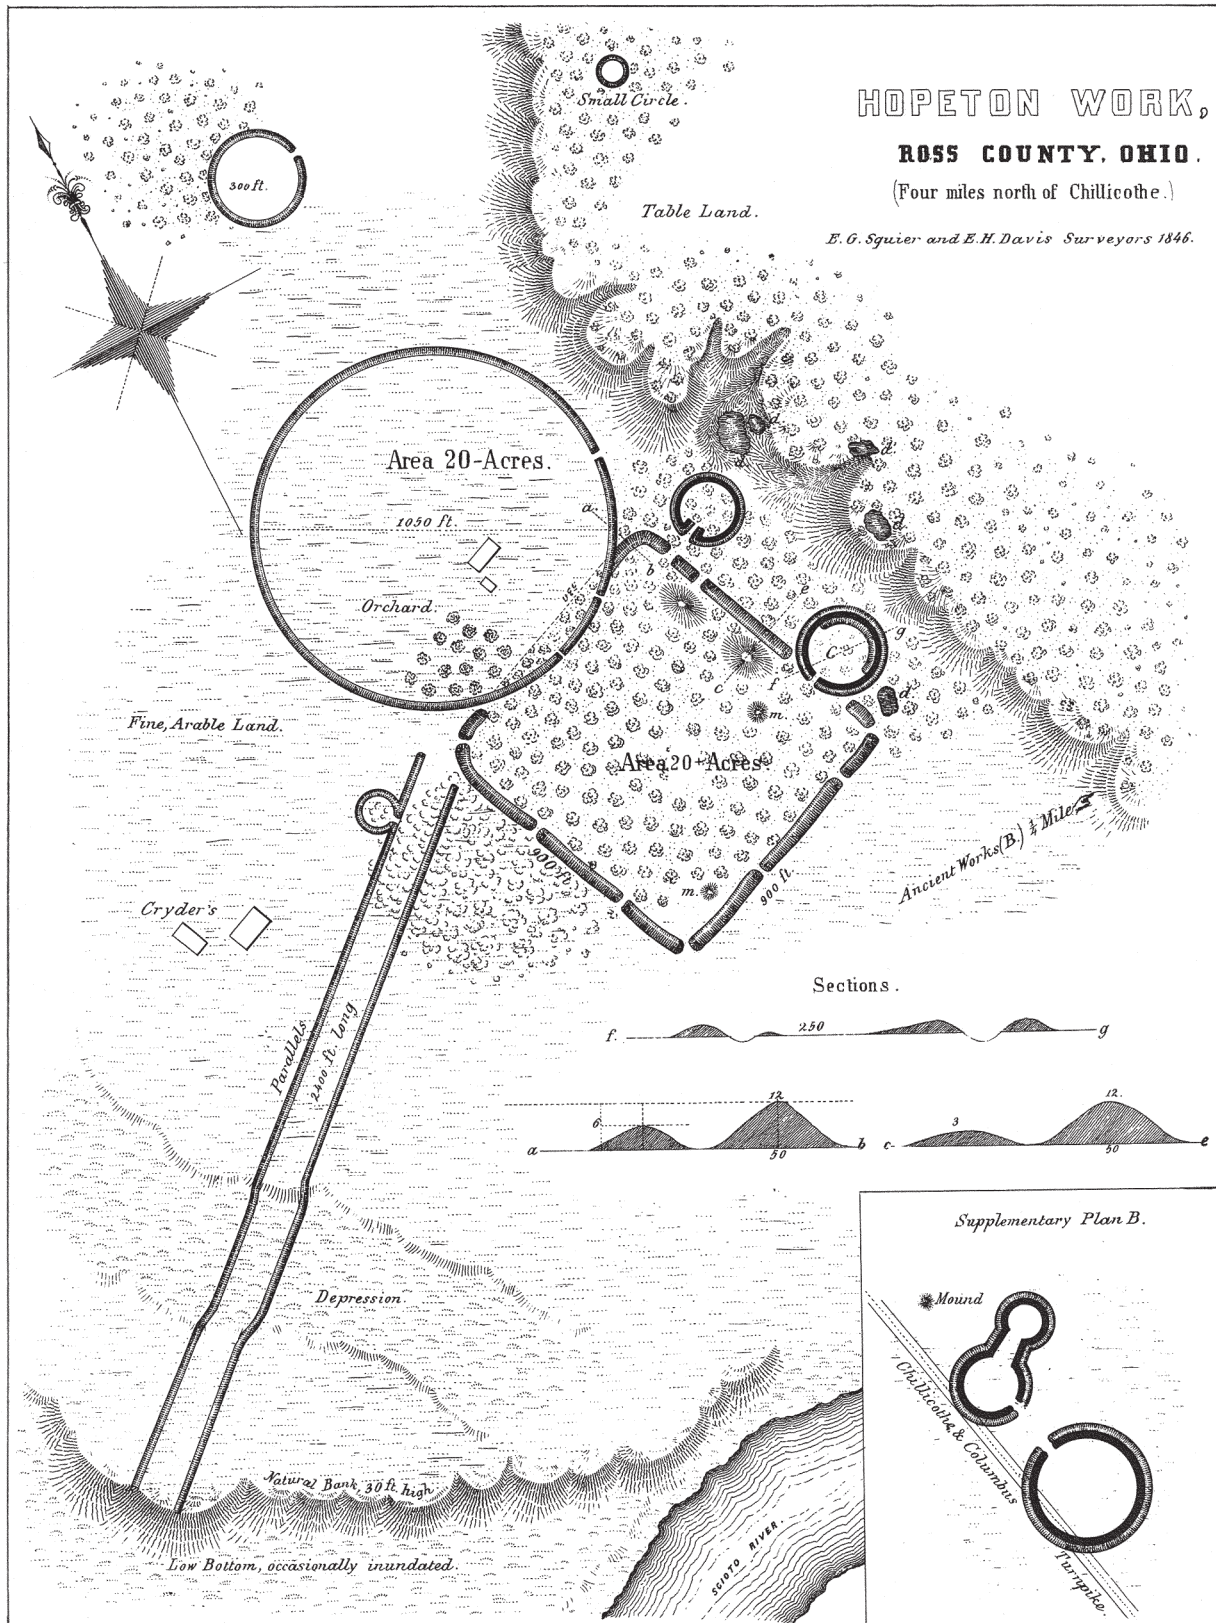 HOPETON WORK,
ROSS COUNTY, OHIO.
(Four miles north of Chillicothe.)
E. G. Squier and E. H. Davis Surveyors 1846.
Small Circle.
300 ft.
Table Land.
Area 20-Acres.
1050 ft.
a
Orchard.
d
d
d
b
e
C
g
c
f
d
m.
Fine, Arable Land.
Area 20+Acres
Ancient Works (B.) ¼ Mile
900 ft.
900 ft.
m.
Cryder's
Parallels
2400 ft. long
Sections.
f. 250 g
a 6 12 50 b
c 3 12. 50 e
Depression.
Natural Bank, 30 ft. high
Low Bottom, occasionally inundated.
SCIOTO RIVER.
Supplementary Plan B.
Mound
Chillicothe, & Columbus
Turnpike